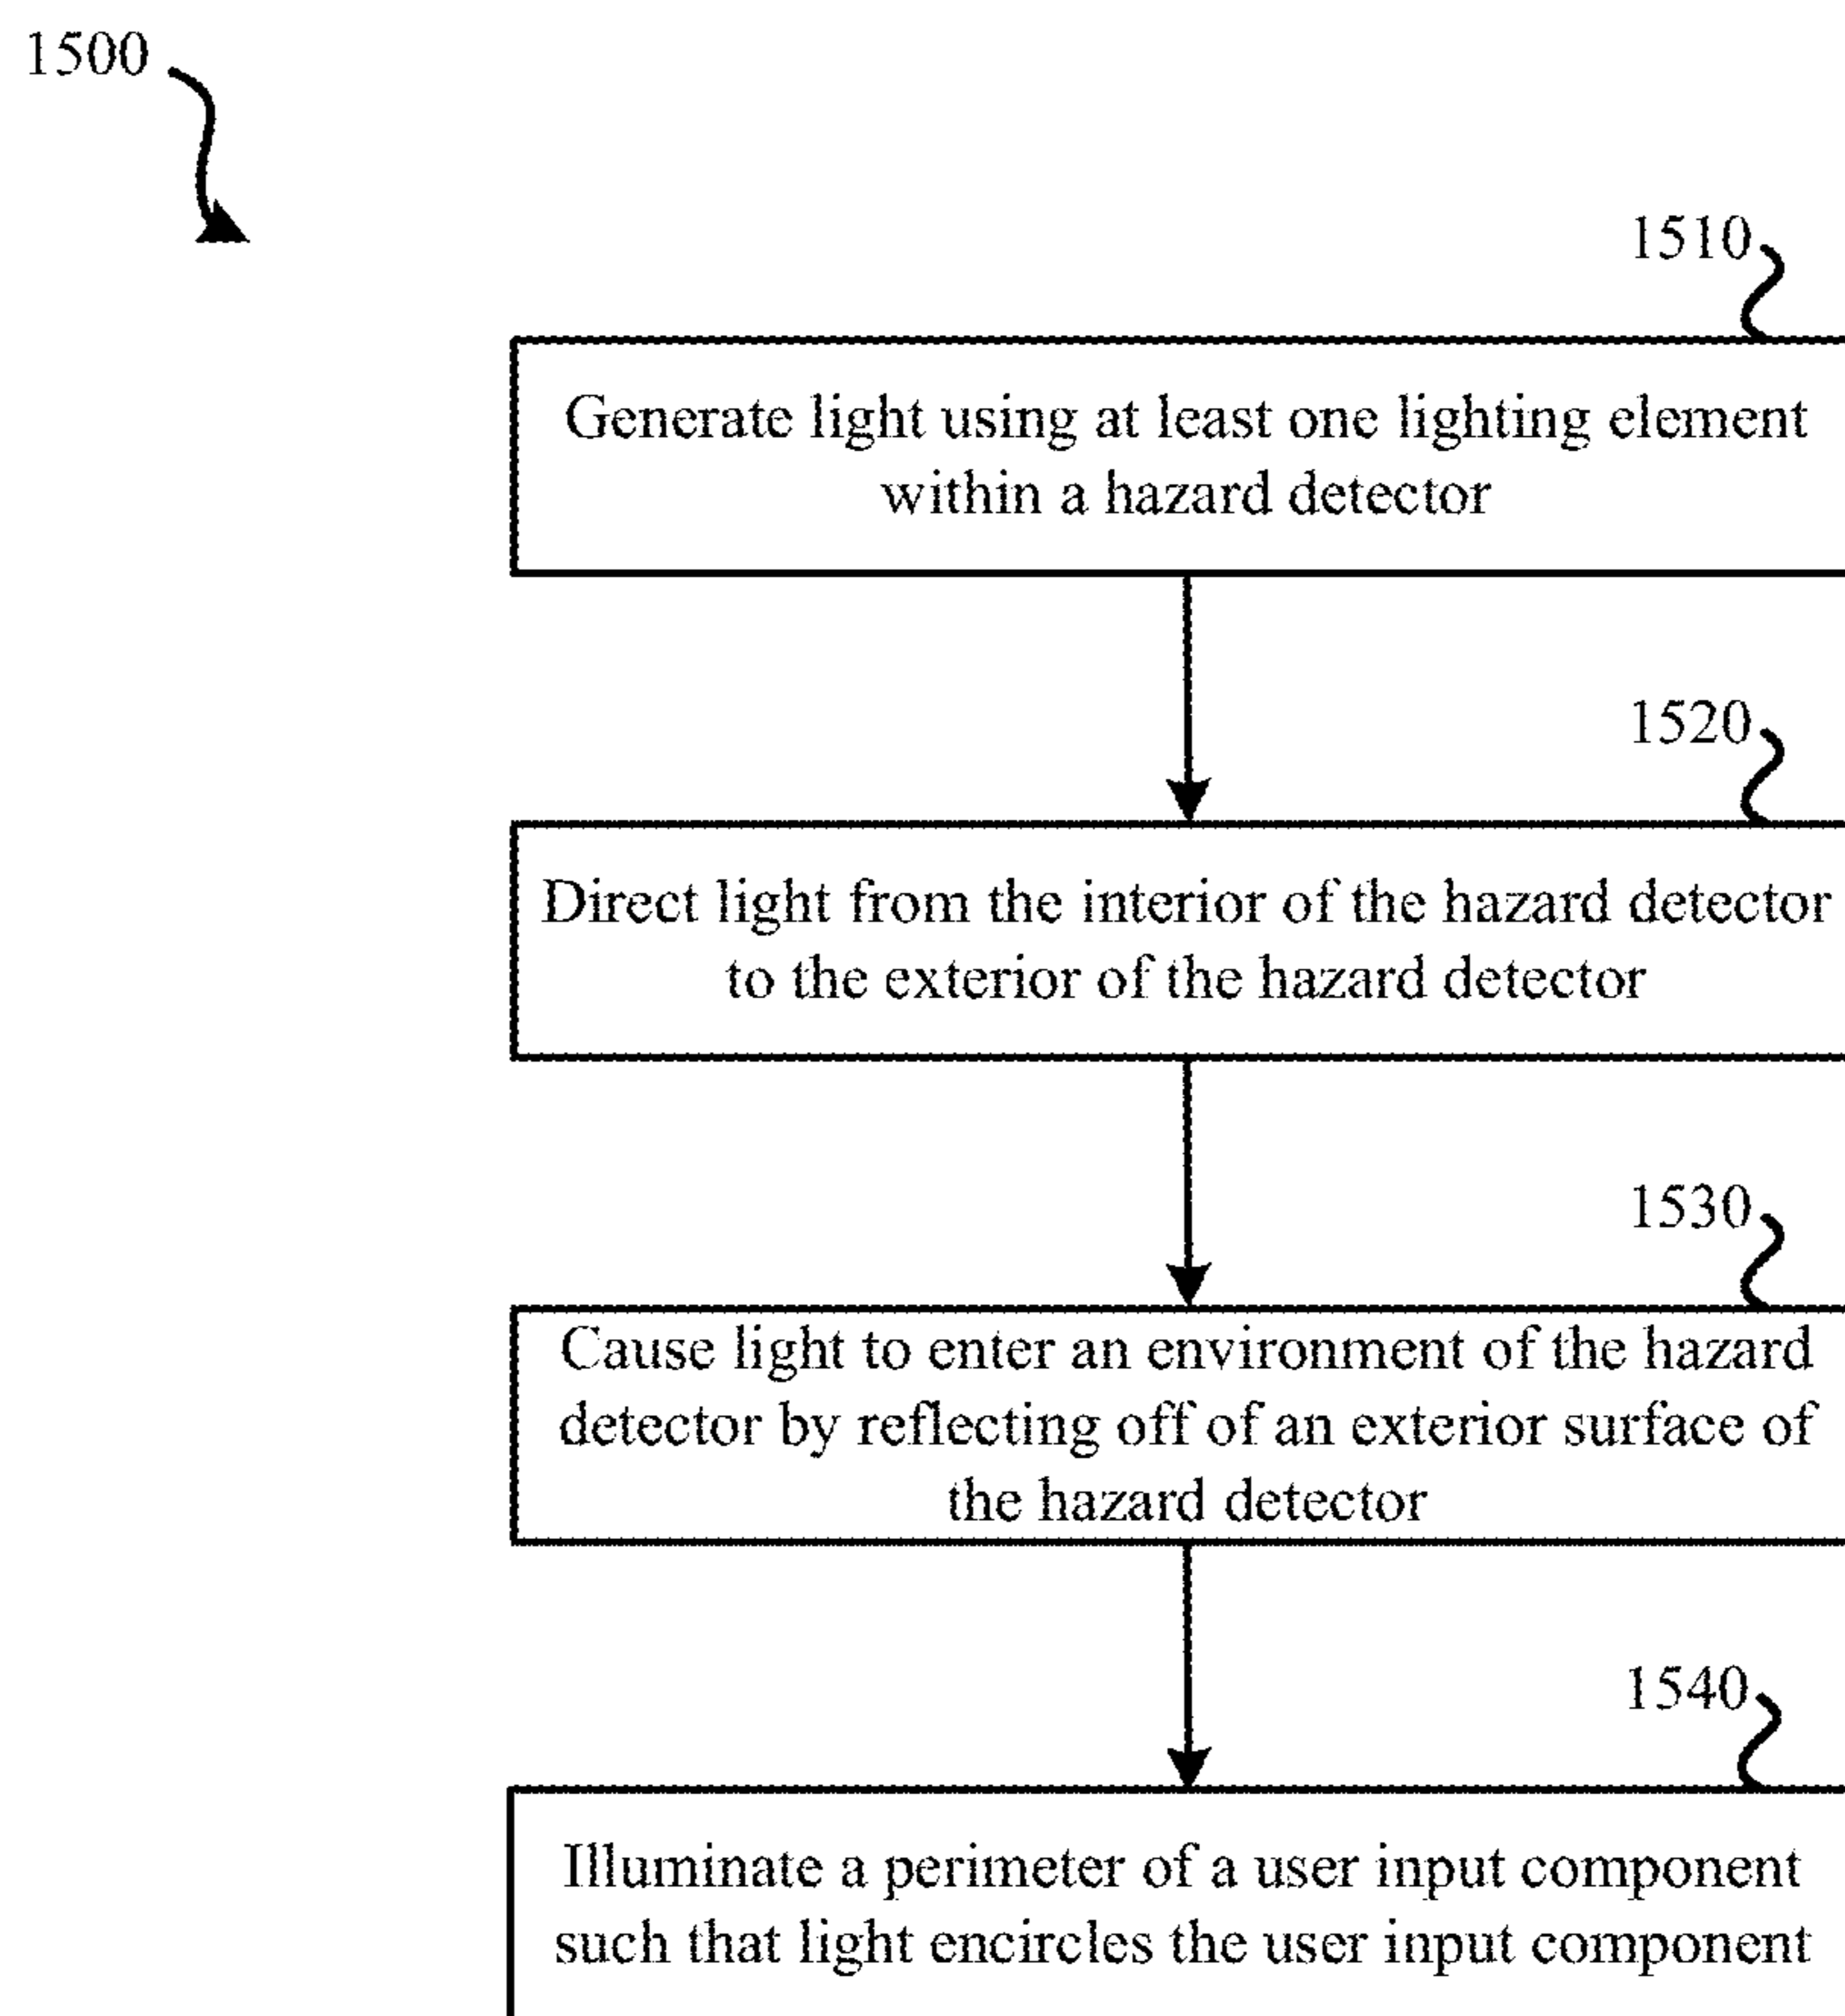 1500
1510
Generate light using at least one lighting element
within a hazard detector
1520
Direct light from the interior of the hazard detector
to the exterior of the hazard detector
1530
Cause light to enter an environment of the hazard
detector by reflecting off of an exterior surface of
the hazard detector
1540
Illuminate a perimeter of a user input component
such that light encircles the user input component